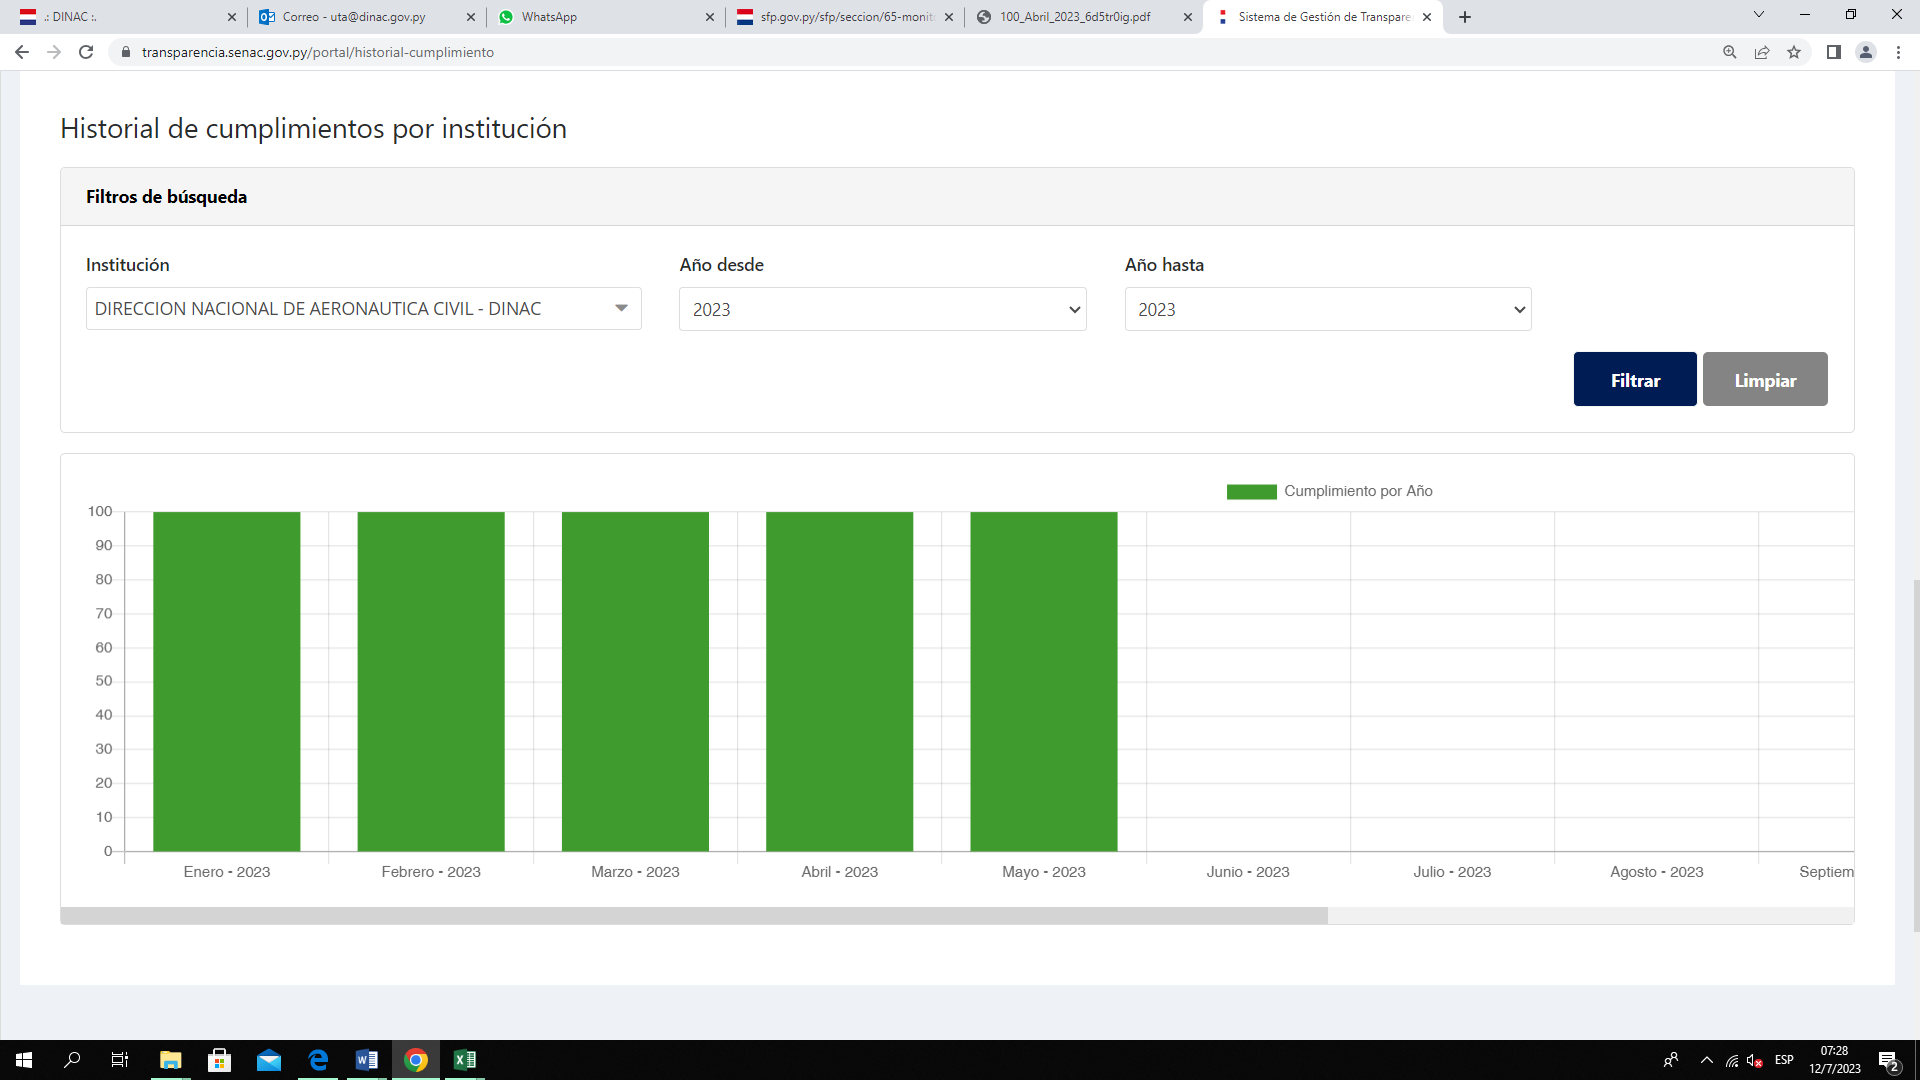 .: DINAC :.
Correo - uta@dinac.gov.py
WhatsApp
sfp.gov.py/sfp/seccion/65-monit
100_Abril_2023_6d5tr0ig.pdf
Sistema de Gestión de Transpare
transparencia.senac.gov.py/portal/historial-cumplimiento
Historial de cumplimientos por institución
Filtros de búsqueda
Institución
Año desde
Año hasta
DIRECCION NACIONAL DE AERONAUTICA CIVIL - DINAC
2023
2023
Filtrar
Limpiar
Cumplimiento por Año
100
90
80
70
60
50
40
30
20
10
0
Enero - 2023
Febrero - 2023
Marzo - 2023
Abril - 2023
Mayo - 2023
Junio - 2023
Julio - 2023
Agosto - 2023
Septiem
ESP
07:28
12/7/2023
2